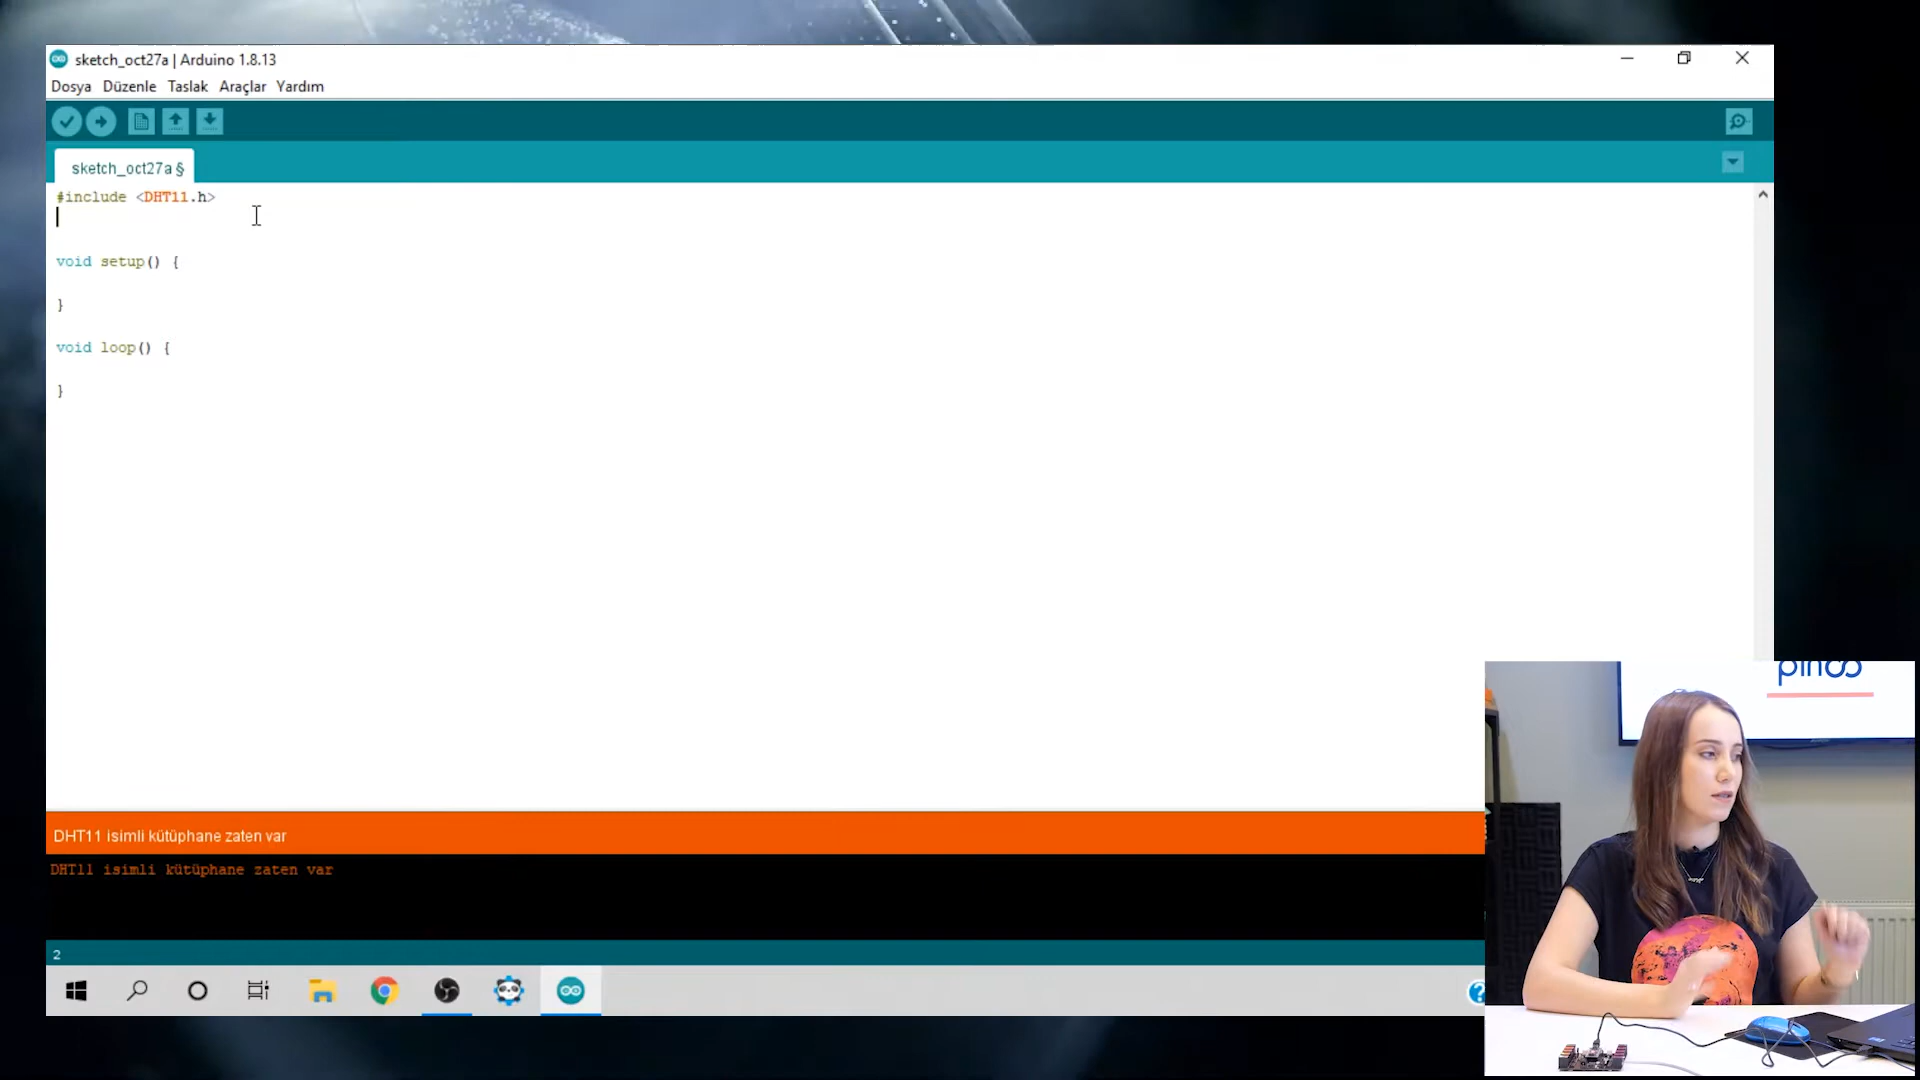 sketch_oct27a | Arduino 1.8.13
Dosya Düzenle Taslak Araçlar Yardım
sketch_oct27a §
#include <DHT11.h>
void setup() {
}
void loop() {
}
DHT11 isimli kütüphane zaten var
DHT11 isimli kütüphane zaten var
2
pinoo